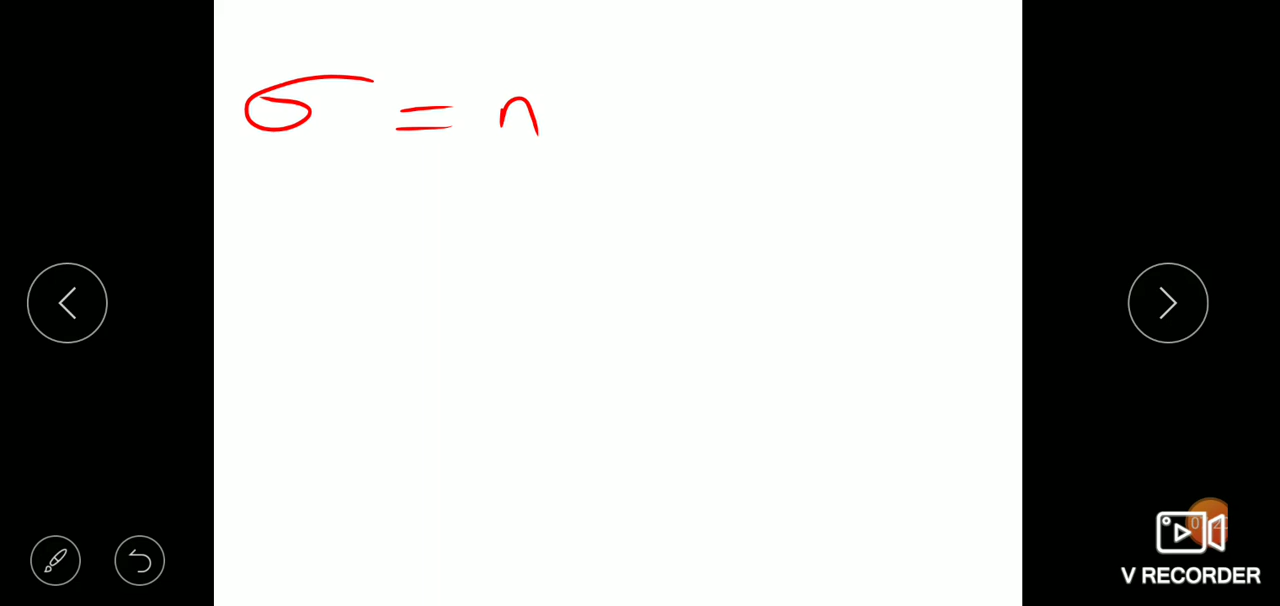 σ = n
V RECORDER